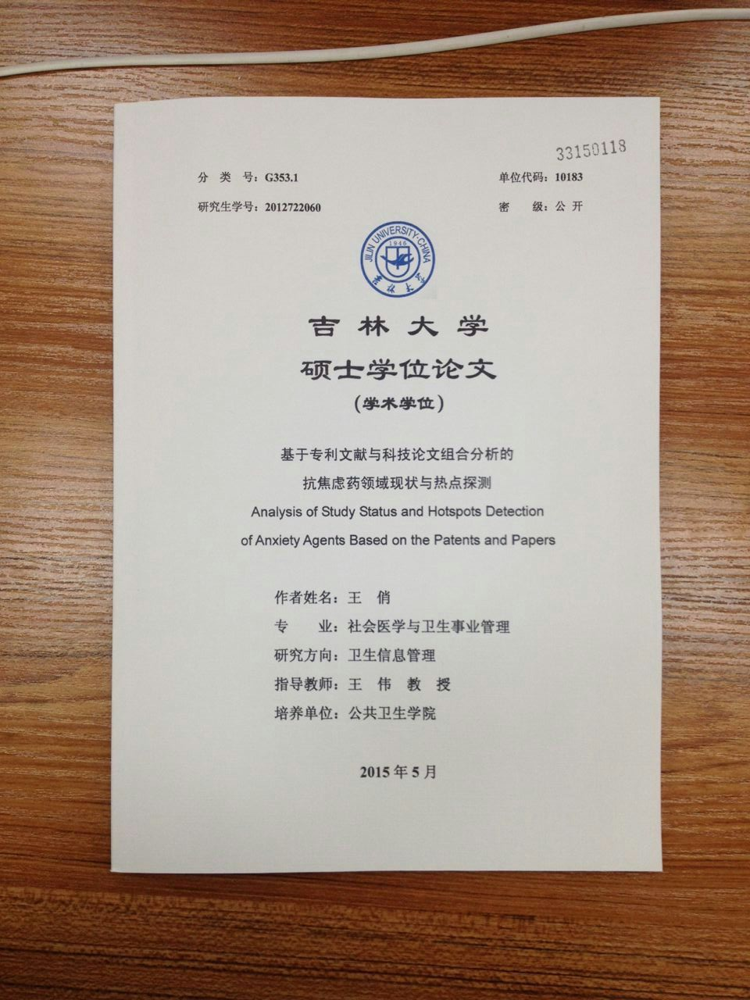 33150118
分 类 号：G353.1
单位代码：10183
研究生学号：2012722060
密 级：公 开
JILIN UNIVERSITY·CHINA
1946
吉林大学
吉 林 大 学
硕士学位论文
（学术学位）
基于专利文献与科技论文组合分析的
抗焦虑药领域现状与热点探测
Analysis of Study Status and Hotspots Detection
of Anxiety Agents Based on the Patents and Papers
作者姓名：王 俏
专 业：社会医学与卫生事业管理
研究方向：卫生信息管理
指导教师：王 伟 教 授
培养单位：公共卫生学院
2015 年 5 月